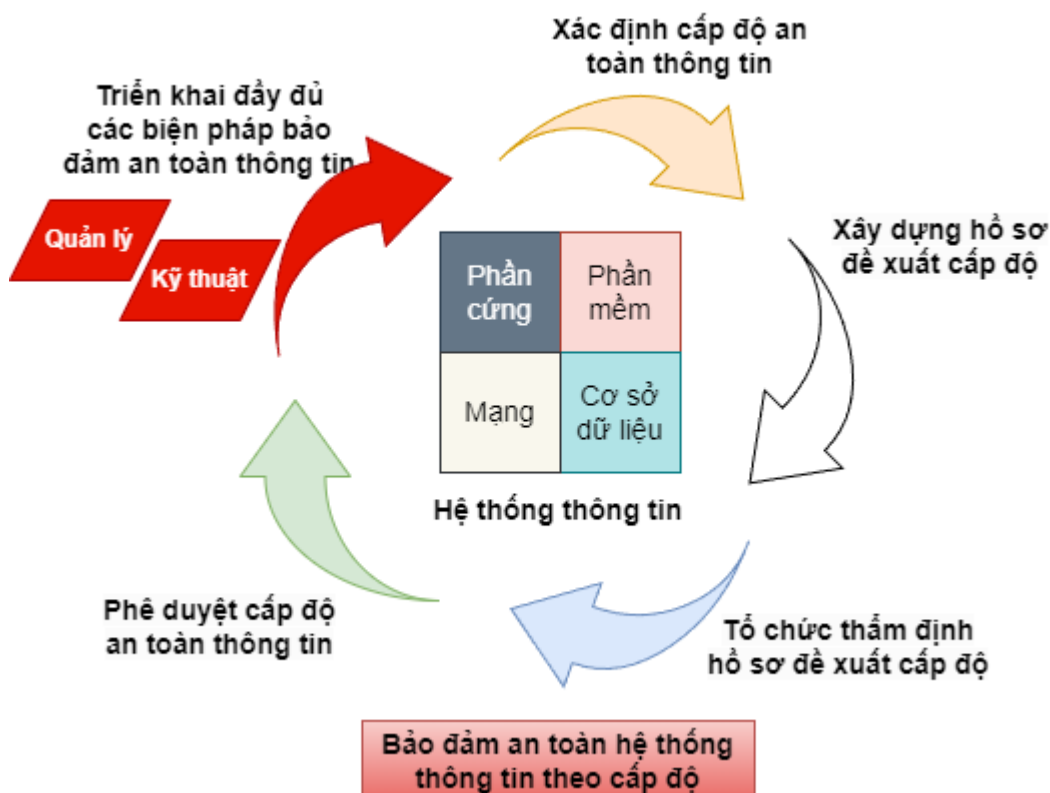 Xác định cấp độ an
toàn thông tin
Triển khai đầy đủ
các biện pháp bảo
đảm an toàn thông tin
Quản lý
Kỹ thuật
Xây dựng hồ sơ
đề xuất cấp độ
Phần
cứng
Phần
mềm
Mạng
Cơ sở
dữ liệu
Hệ thống thông tin
Phê duyệt cấp độ
an toàn thông tin
Tổ chức thẩm định
hồ sơ đề xuất cấp độ
Bảo đảm an toàn hệ thống
thông tin theo cấp độ